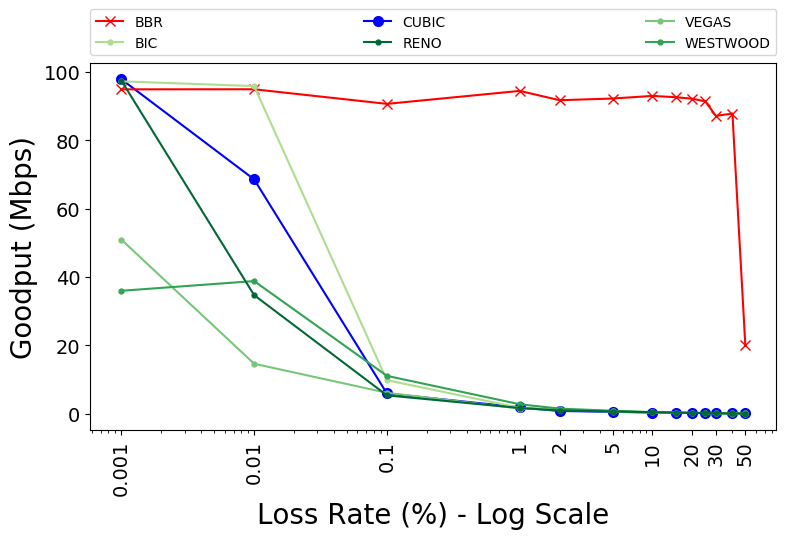 BBR CUBIC VEGAS
BIC RENO WESTWOOD
100
80
60
40
20
0
Goodput (Mbps)
0.001 0.01 0.1 1 2 5 10 20 30 50
Loss Rate (%) - Log Scale